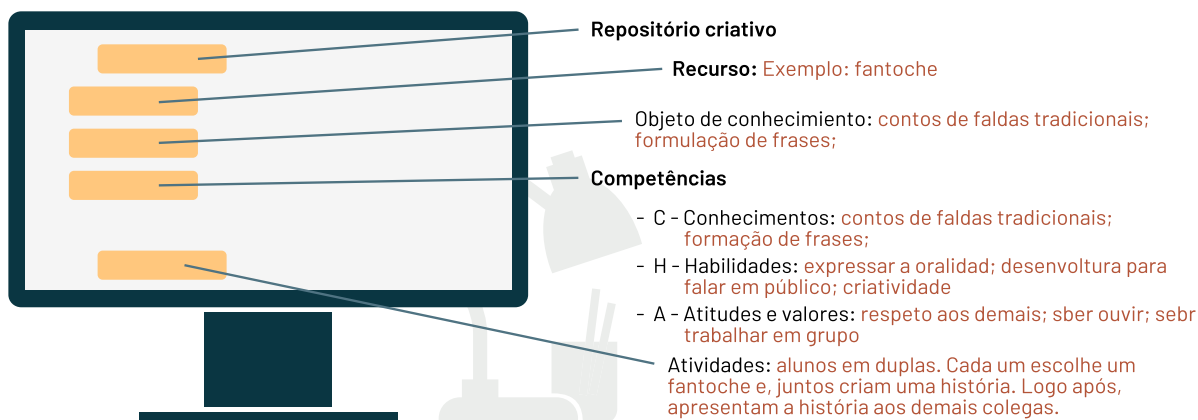 Repositório criativo
Recurso: Exemplo: fantoche
Objeto de conhecimento: contos de faldas tradicionais;
formulação de frases;
Competências
- C - Conhecimentos: contos de faldas tradicionais;
formação de frases;
- H - Habilidades: expressar a oralidad; desenvoltura para
falar em público; criatividade
- A - Atitudes e valores: respeto aos demais; sber ouvir; sebr
trabalhar em grupo
Atividades: alunos em duplas. Cada um escolhe um
fantoche e, juntos criam uma história. Logo após,
apresentam a história aos demais colegas.